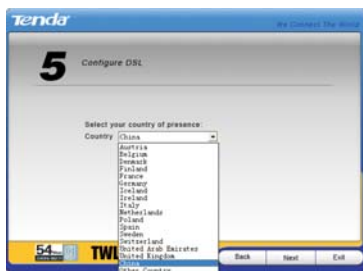 Tenda
We Connect The World
5 Configure DSL
Select your country of presence:
Country China
Austria
Belgium
Denmark
Finland
France
Germany
Iceland
Ireland
Italy
Netherlands
Poland
Spain
Sweden
Switzerland
United Arab Emirates
United Kingdom
China
Other Country
54
TWI
Back
Next
Exit